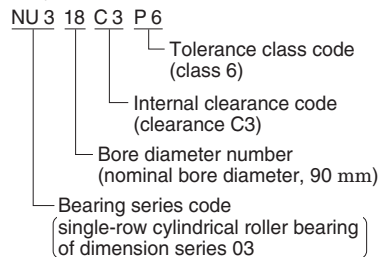 NU 3 18 C 3 P 6
Tolerance class code
(class 6)
Internal clearance code
(clearance C3)
Bore diameter number
(nominal bore diameter, 90 mm)
Bearing series code
(single-row cylindrical roller bearing
of dimension series 03)